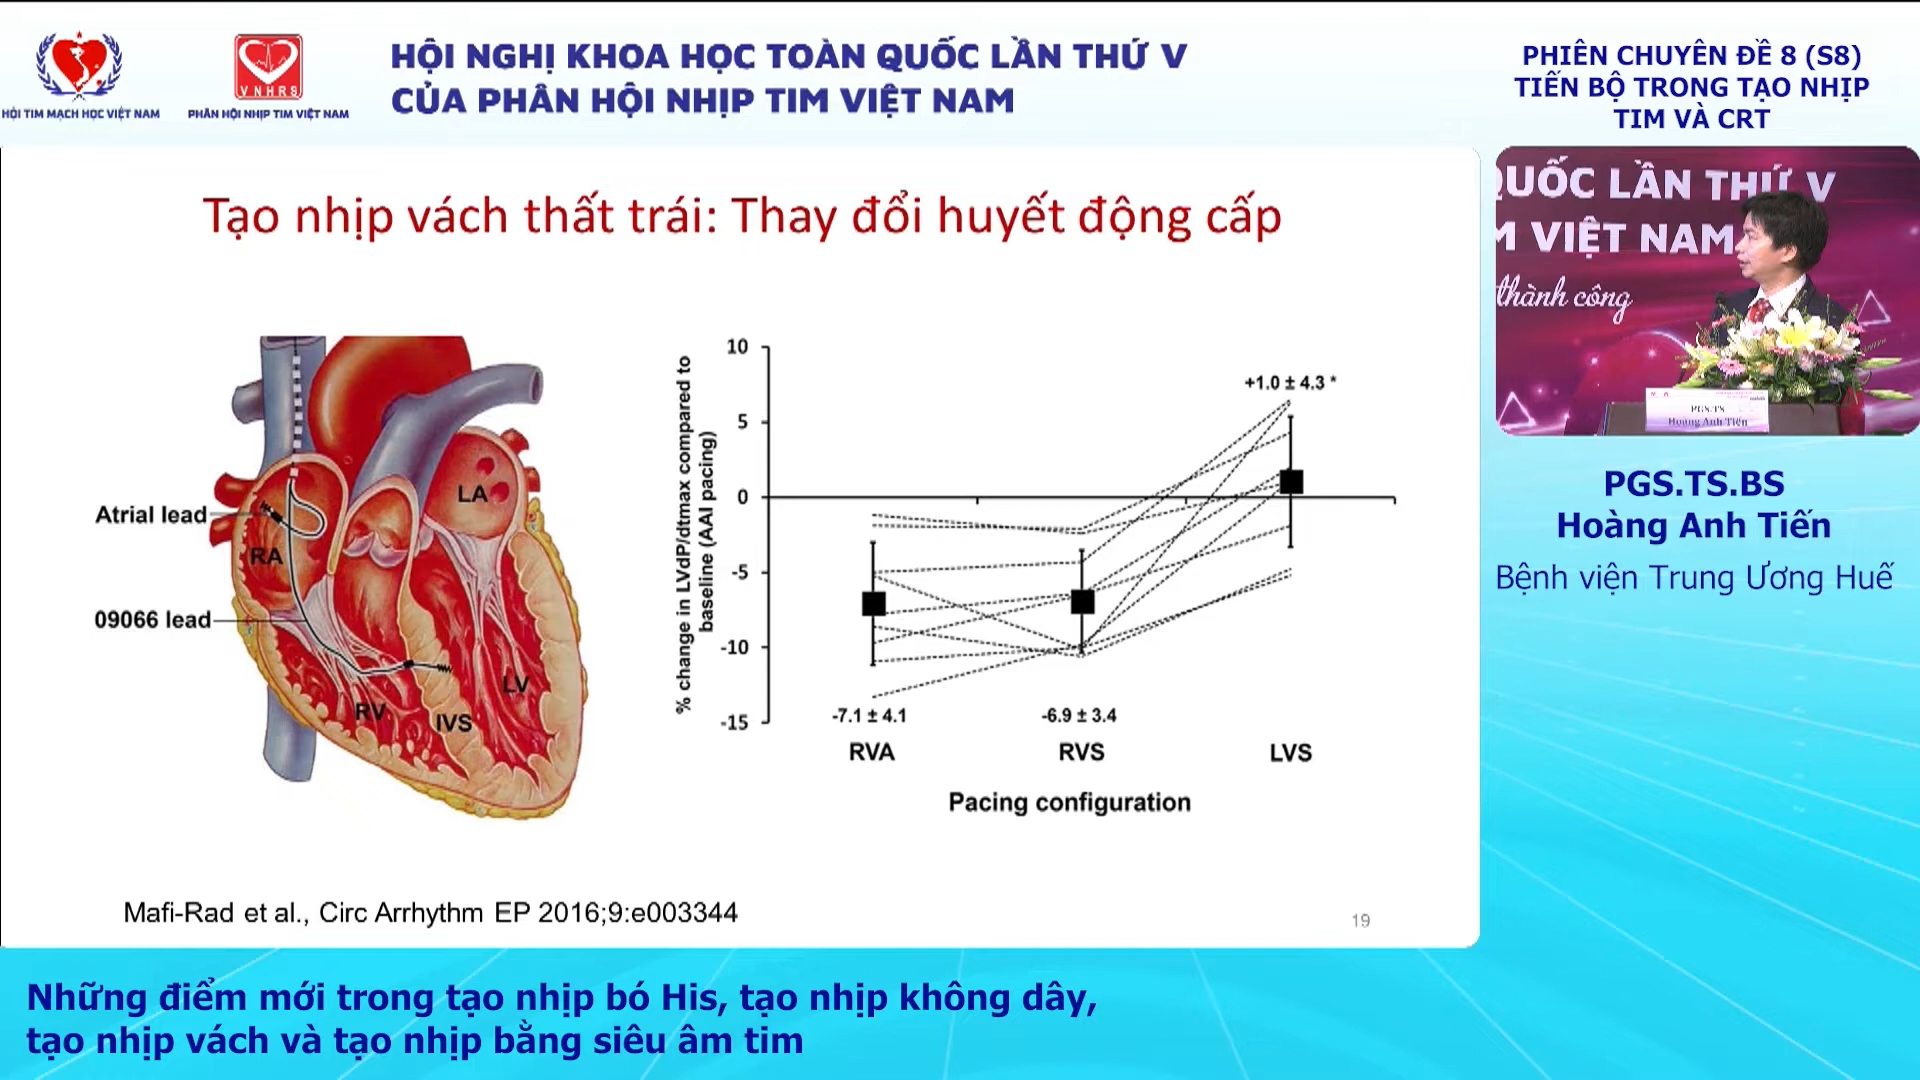 HỘI TIM MẠCH HỌC VIỆT NAM
VNHRS
PHÂN HỘI NHỊP TIM VIỆT NAM
HỘI NGHỊ KHOA HỌC TOÀN QUỐC LẦN THỨ V
CỦA PHÂN HỘI NHỊP TIM VIỆT NAM
PHIÊN CHUYÊN ĐỀ 8 (S8)
TIẾN BỘ TRONG TẠO NHỊP
TIM VÀ CRT
Tạo nhịp vách thất trái: Thay đổi huyết động cấp
Atrial lead
RA
LA
09066 lead
RV
IVS
LV
% change in LVdP/dtmax compared to
baseline (AAI pacing)
10
5
0
-5
-10
-15
+1.0 ± 4.3 *
-7.1 ± 4.1
-6.9 ± 3.4
RVA
RVS
LVS
Pacing configuration
Mafi-Rad et al., Circ Arrhythm EP 2016;9:e003344
19
QUỐC LẦN THỨ V
M VIỆT NAM
thành công
PGS.TS
Hoàng Anh Tiến
PGS.TS.BS
Hoàng Anh Tiến
Bệnh viện Trung Ương Huế
Những điểm mới trong tạo nhịp bó His, tạo nhịp không dây,
tạo nhịp vách và tạo nhịp bằng siêu âm tim